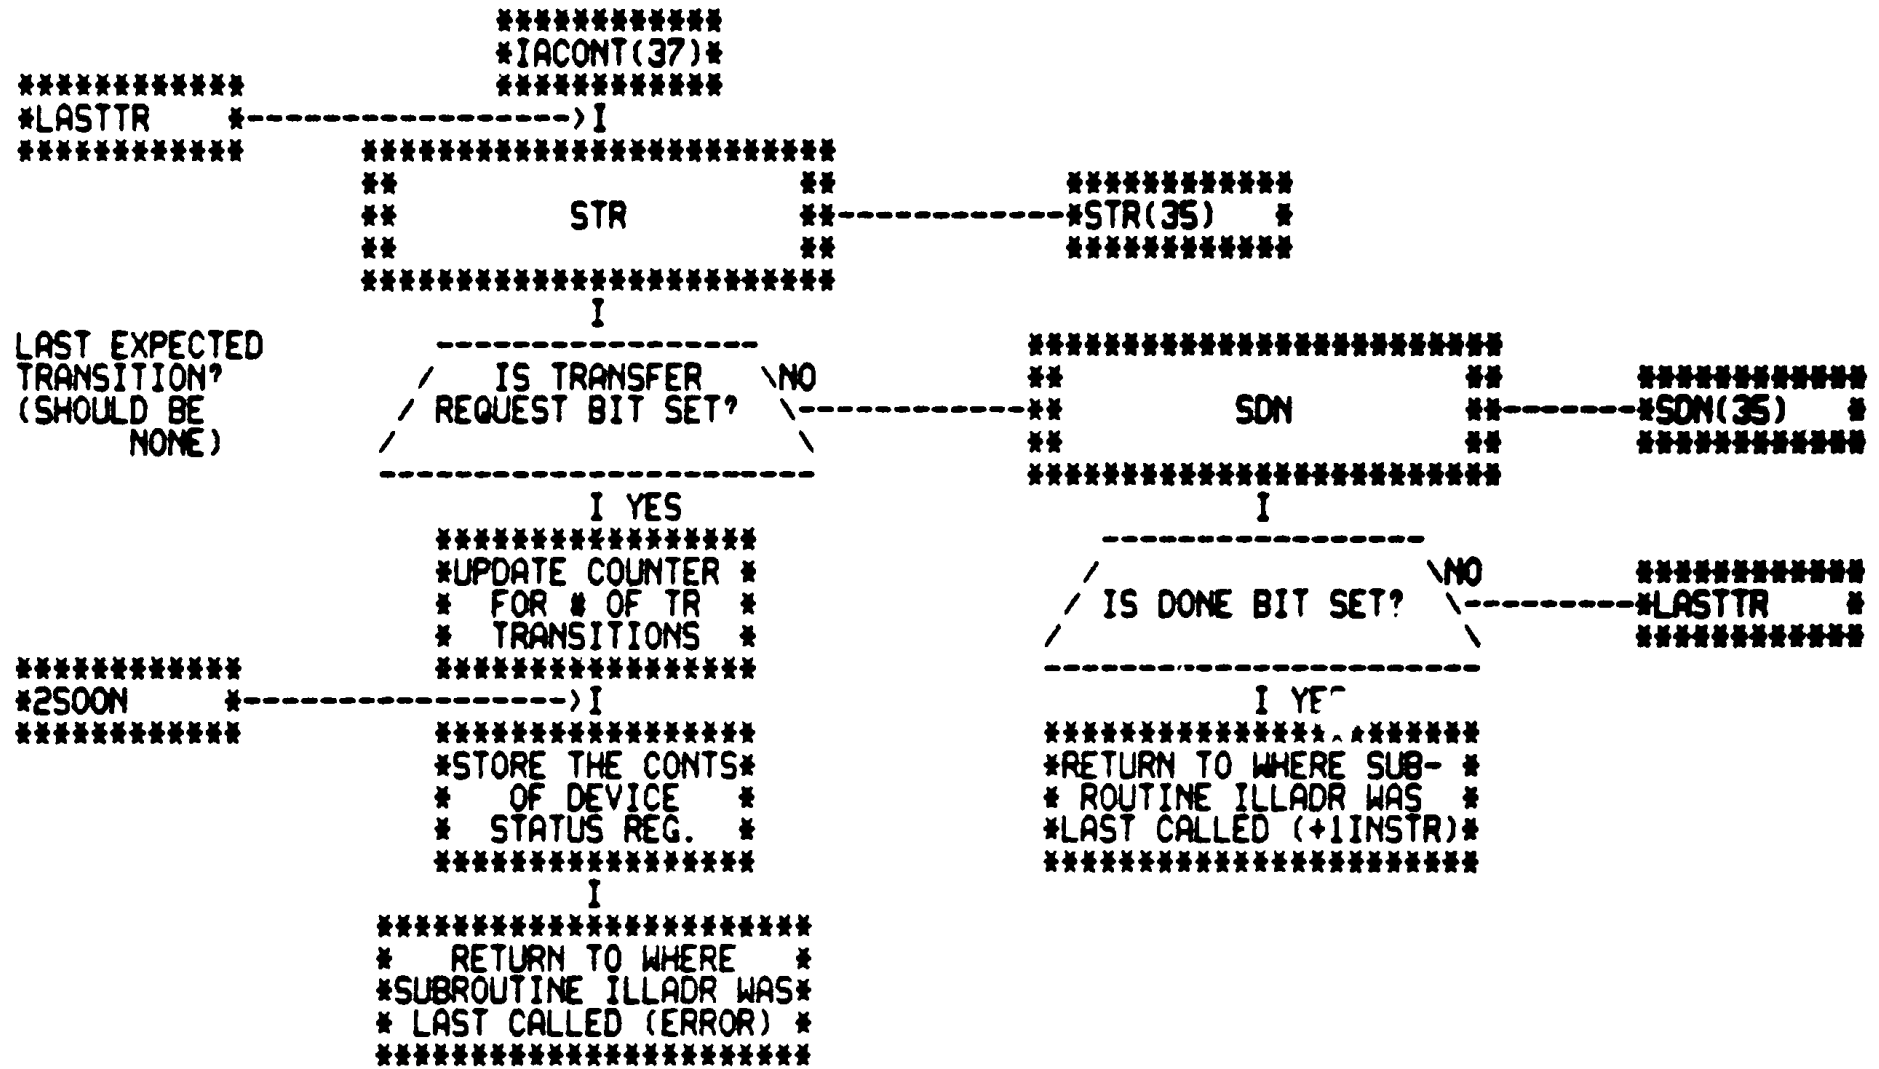 IACONT(37)
LASTTR
STR
STR(35)
LAST EXPECTED
TRANSITION?
(SHOULD BE
NONE)
IS TRANSFER
REQUEST BIT SET?
NO
SDN
SDN(35)
I YES
UPDATE COUNTER
FOR # OF TR
TRANSITIONS
IS DONE BIT SET?
NO
LASTTR
2SOON
I
STORE THE CONTS
OF DEVICE
STATUS REG.
RETURN TO WHERE SUB-
ROUTINE ILLADR WAS
LAST CALLED (+1INSTR)
RETURN TO WHERE
SUBROUTINE ILLADR WAS
LAST CALLED (ERROR)